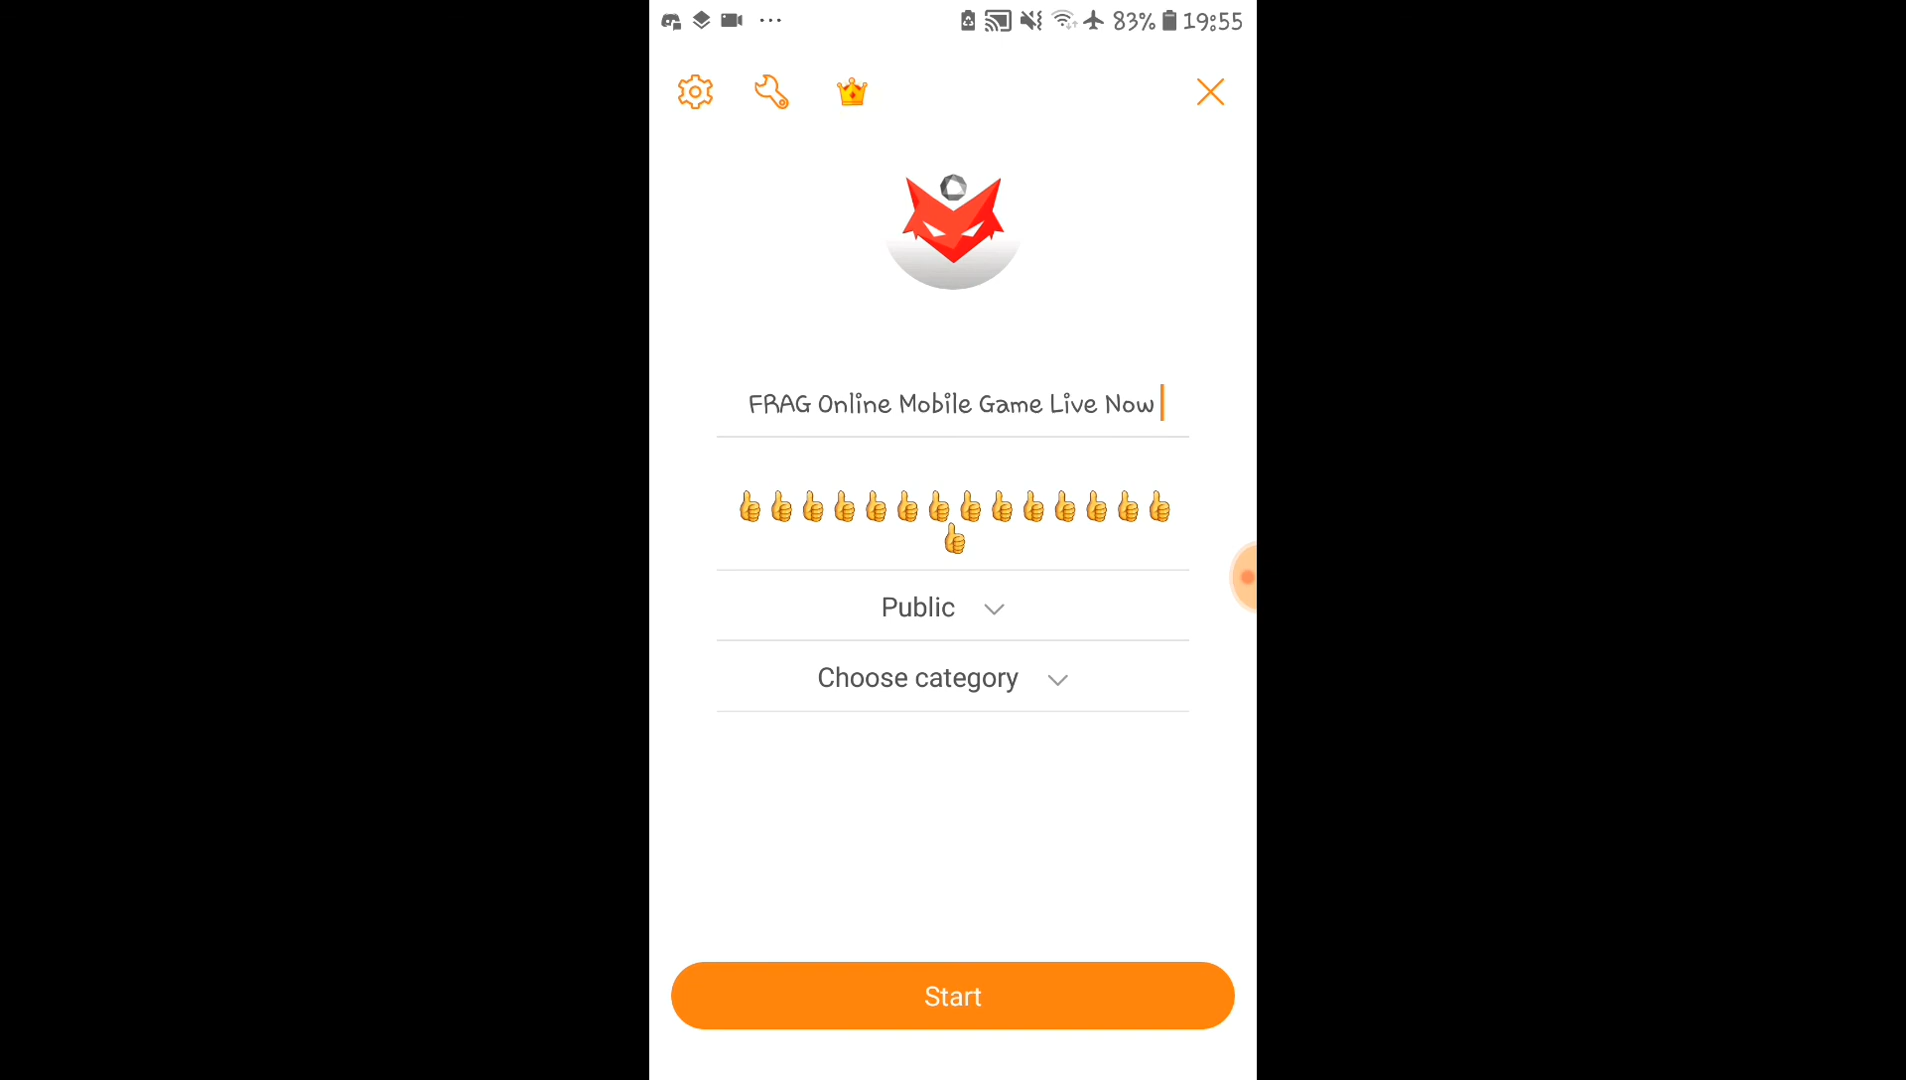 83% 19:55
FRAG Online Mobile Game Live Now
👍👍👍👍👍👍👍👍👍👍👍👍👍👍
👍
Public
Choose category
Start